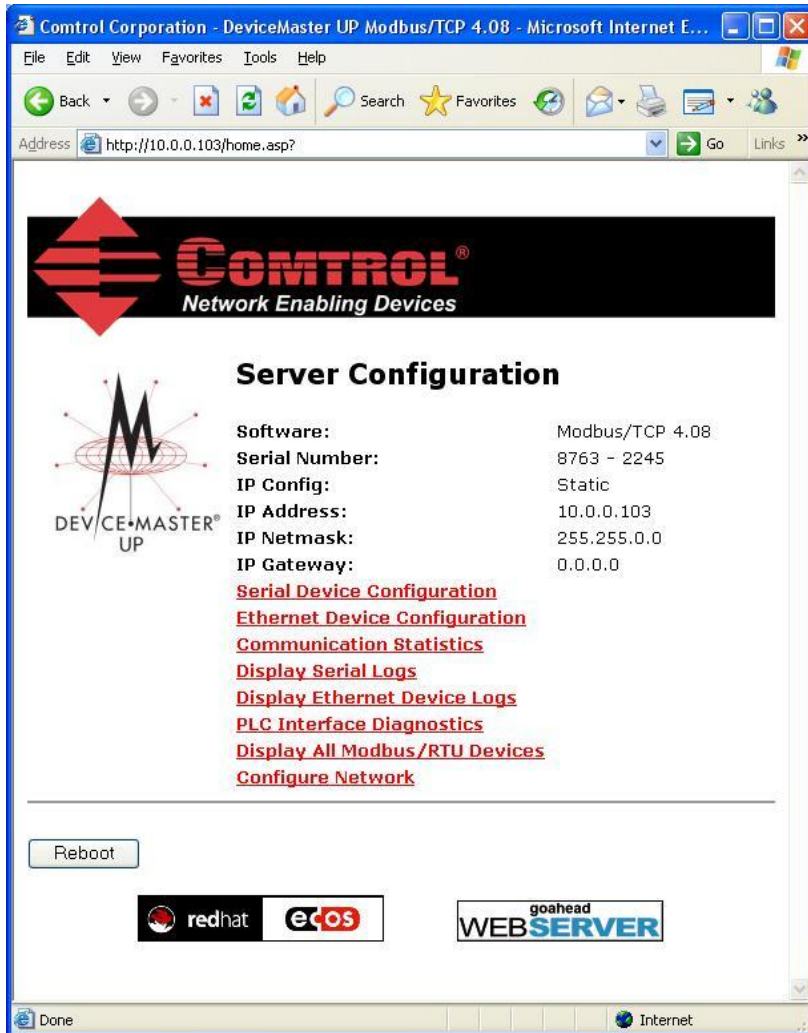 Comtrol Corporation - DeviceMaster UP Modbus/TCP 4.08 - Microsoft Internet E...
File Edit View Favorites Tools Help
Back Search Favorites
Address http://10.0.0.103/home.asp? Go Links »
COMTROL®
Network Enabling Devices
Server Configuration
DEVICE•MASTER®
UP
Software: Modbus/TCP 4.08
Serial Number: 8763 - 2245
IP Config: Static
IP Address: 10.0.0.103
IP Netmask: 255.255.0.0
IP Gateway: 0.0.0.0
Serial Device Configuration
Ethernet Device Configuration
Communication Statistics
Display Serial Logs
Display Ethernet Device Logs
PLC Interface Diagnostics
Display All Modbus/RTU Devices
Configure Network
Reboot
redhat ecos
goahead
WEBSERVER
Done Internet